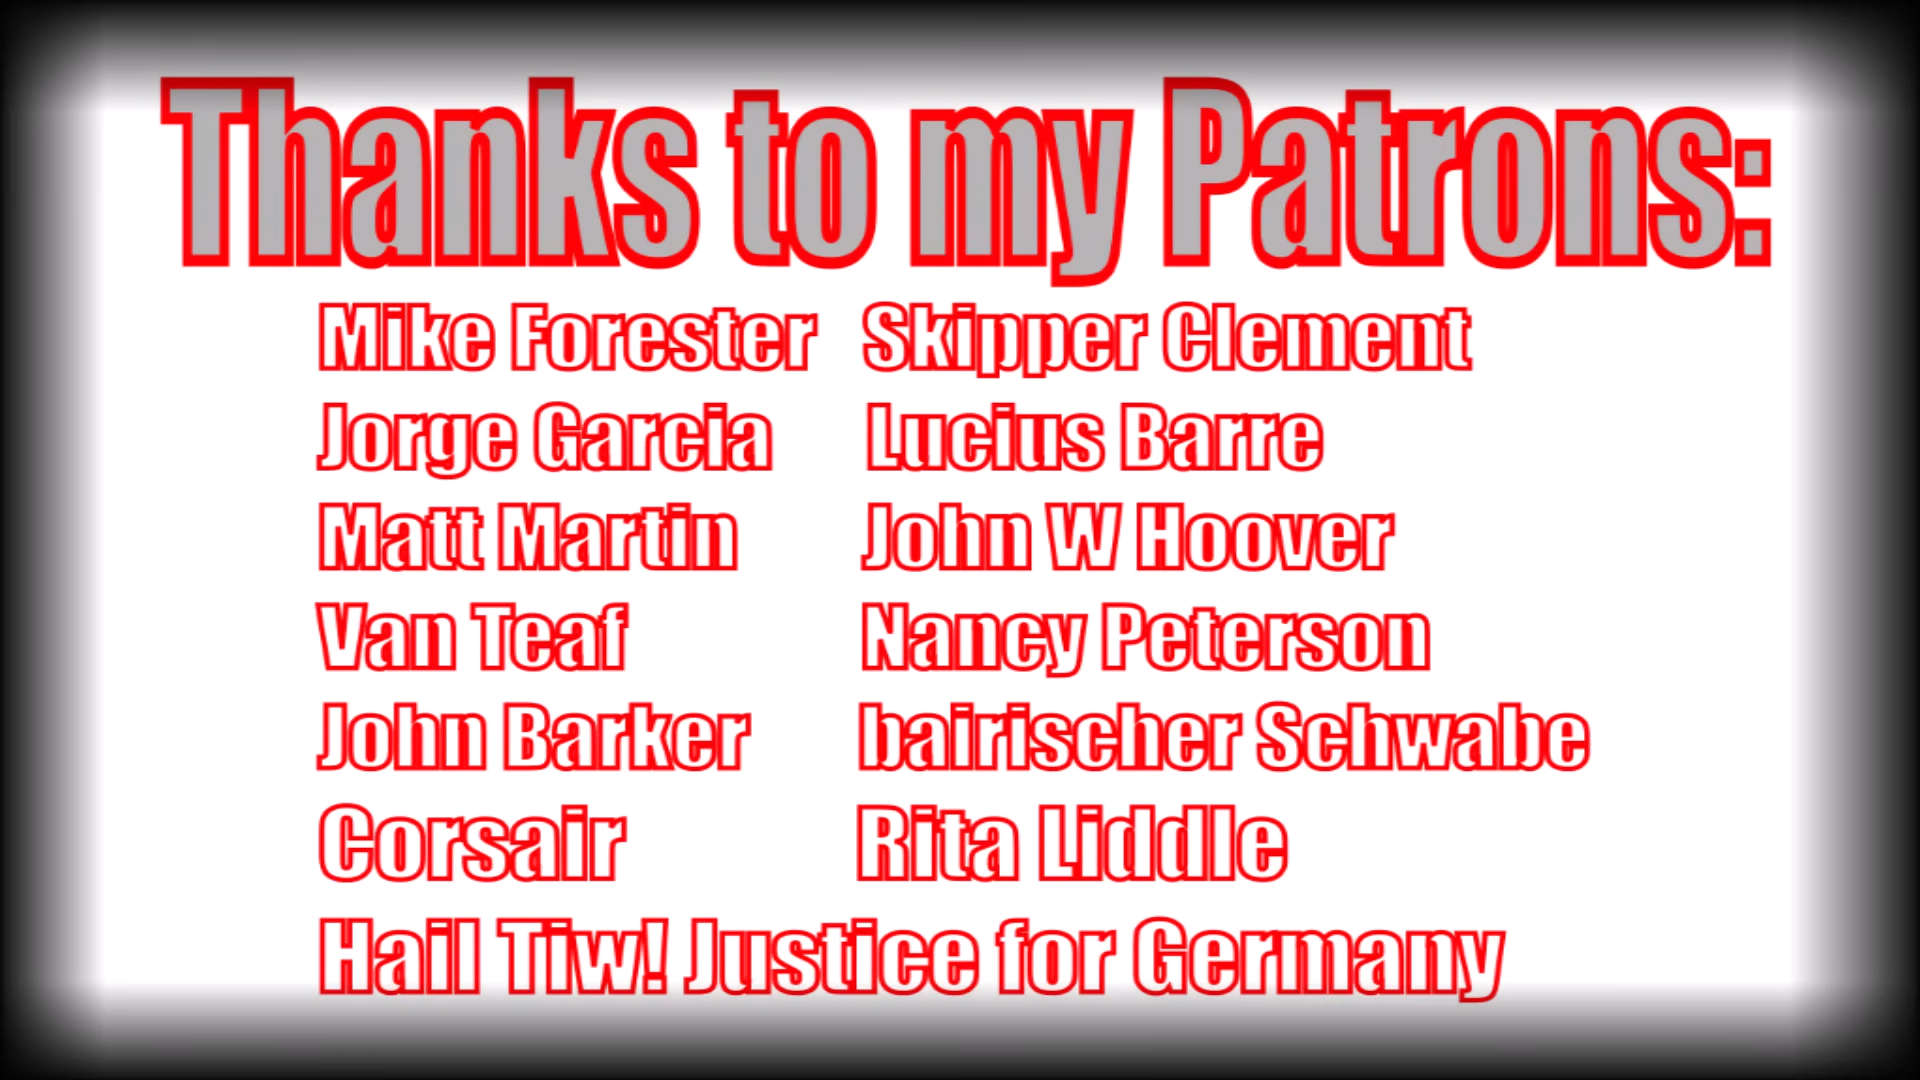 Thanks to my Patrons:
Mike Forester Skipper Clement
Jorge Garcia Lucius Barre
Matt Martin John W Hoover
Van Teaf Nancy Peterson
John Barker bairischer Schwabe
Corsair Rita Liddle
Hail Tiw! Justice for Germany